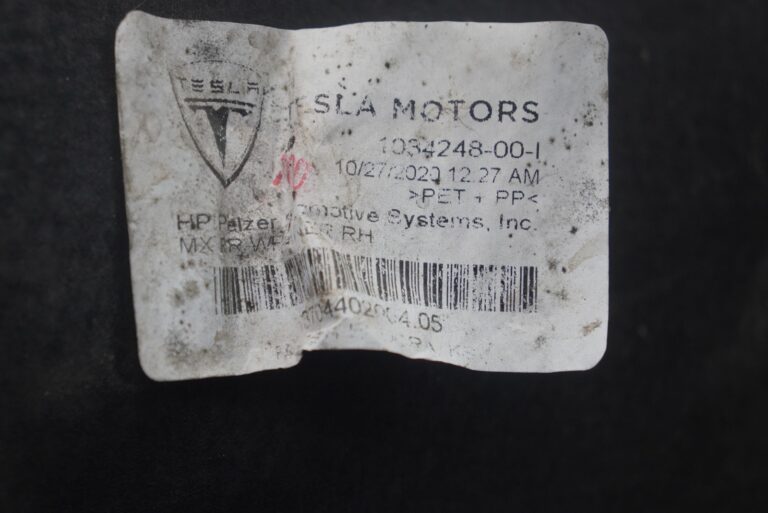 TESLA
TESLA MOTORS
1034248-00-I
10/27/2020 12:27 AM
>PET + PP<
HP Pelzer Automotive Systems, Inc.
MX RR RH